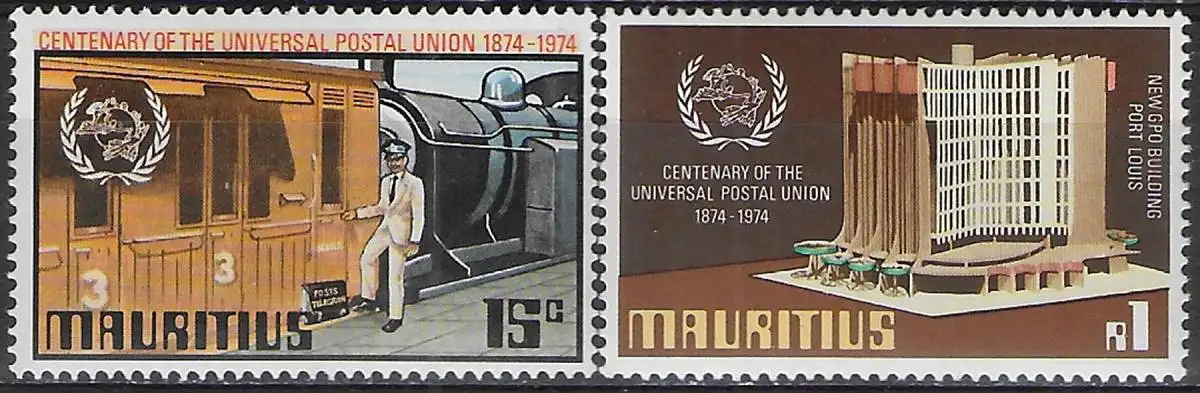 CENTENARY OF THE UNIVERSAL POSTAL UNION 1874-1974
3
3
POSTS
TELEGRAPH
MAURITIUS 15c
CENTENARY OF THE
UNIVERSAL POSTAL UNION
1874-1974
NEW GPO BUILDING
PORT LOUIS
MAURITIUS R1